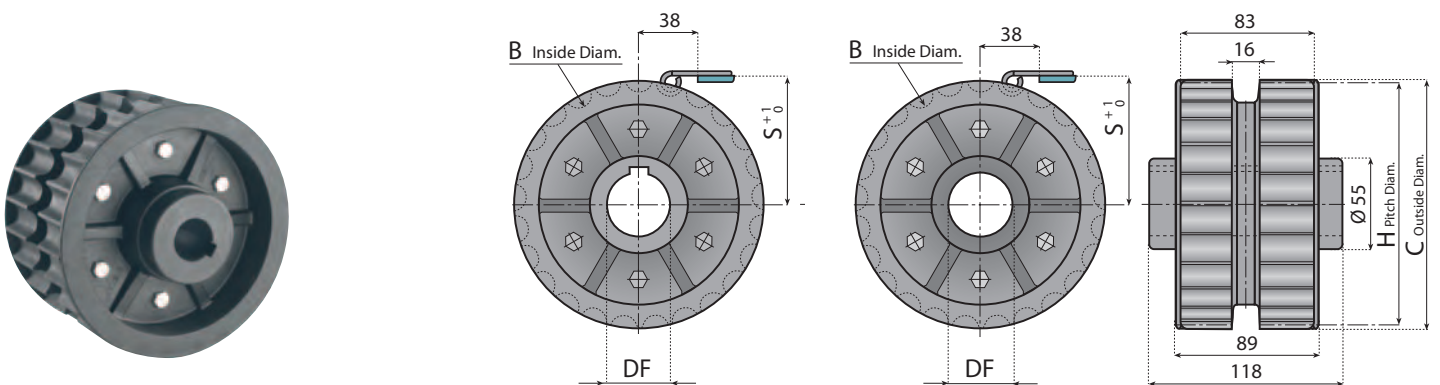 38
B Inside Diam.
S +1 0
DF
38
B Inside Diam.
S +1 0
DF
83
16
Ø 55
H Pitch Diam.
C Outside Diam.
89
118